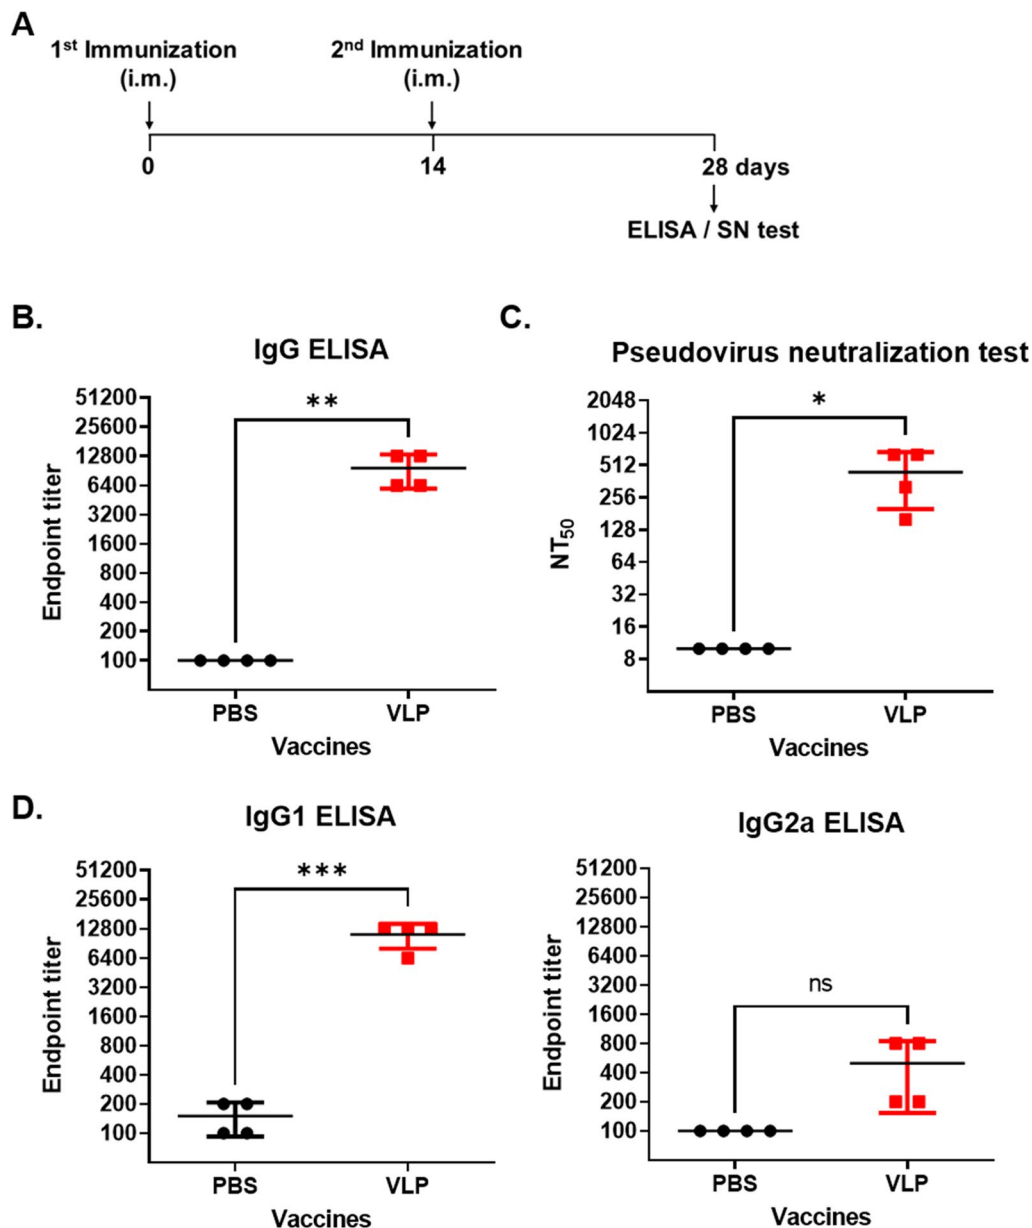 A
1st Immunization
(i.m.)
2nd Immunization
(i.m.)
0
14
28 days
ELISA / SN test
B.
IgG ELISA
Endpoint titer
51200
25600
12800
6400
3200
1600
800
400
200
100
**
PBS
VLP
Vaccines
C.
Pseudovirus neutralization test
NT50
2048
1024
512
256
128
64
32
16
8
*
PBS
VLP
Vaccines
D.
IgG1 ELISA
Endpoint titer
51200
25600
12800
6400
3200
1600
800
400
200
100
***
PBS
VLP
Vaccines
IgG2a ELISA
Endpoint titer
51200
25600
12800
6400
3200
1600
800
400
200
100
ns
PBS
VLP
Vaccines